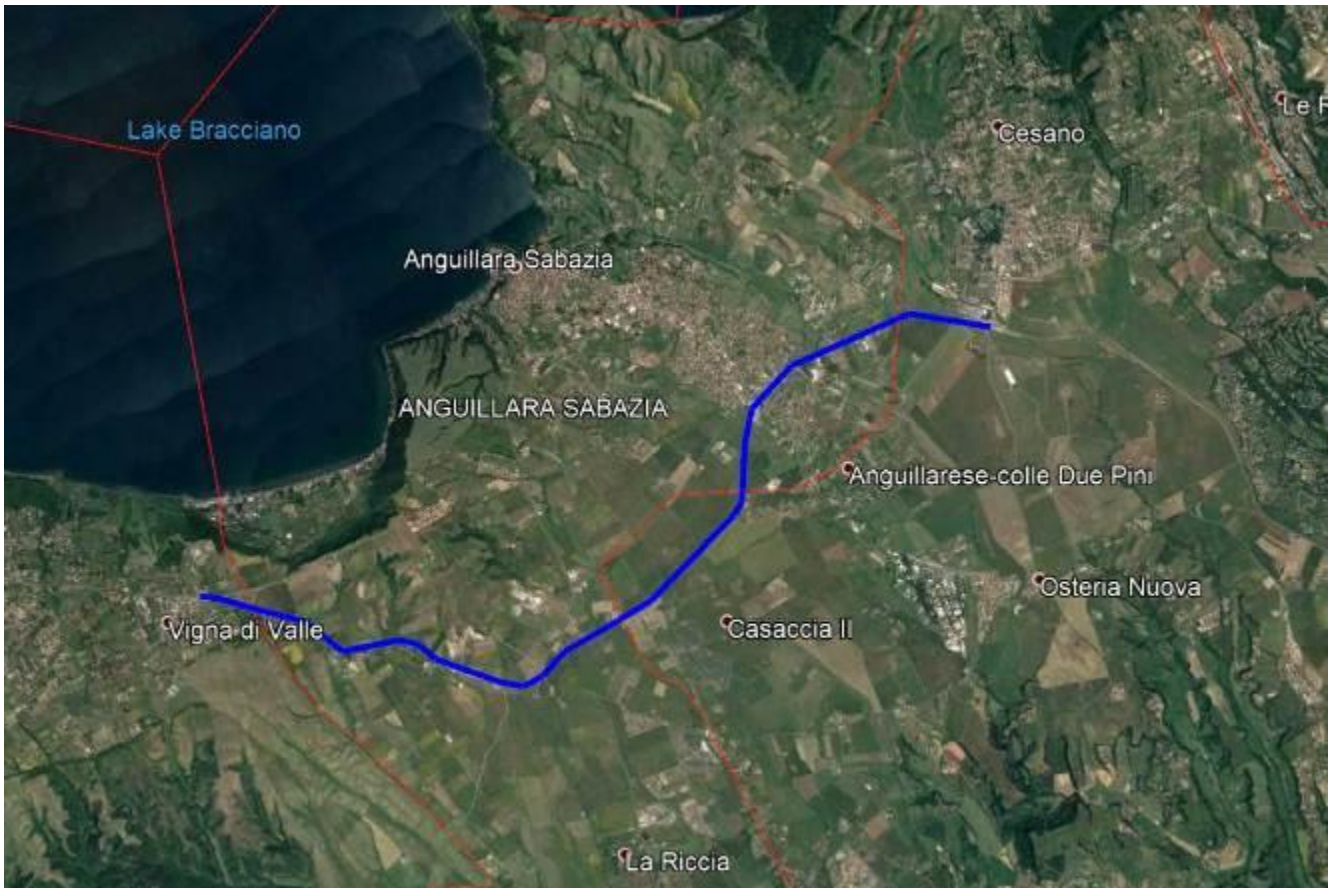 Lake Bracciano
Le
Cesano
Anguillara Sabazia
ANGUILLARA SABAZIA
Anguillarese-colle Due Pini
Osteria Nuova
Vigna di Valle
Casaccia II
La Riccia